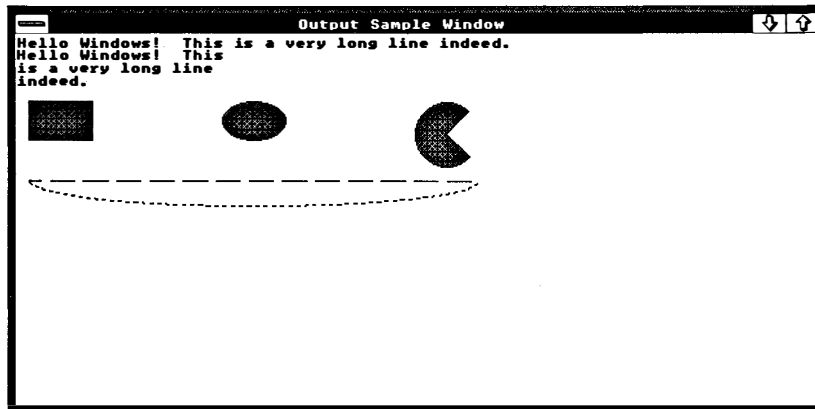 Output Sample Window
Hello Windows!  This is a very long line indeed.
Hello Windows!  This
is a very long line
indeed.